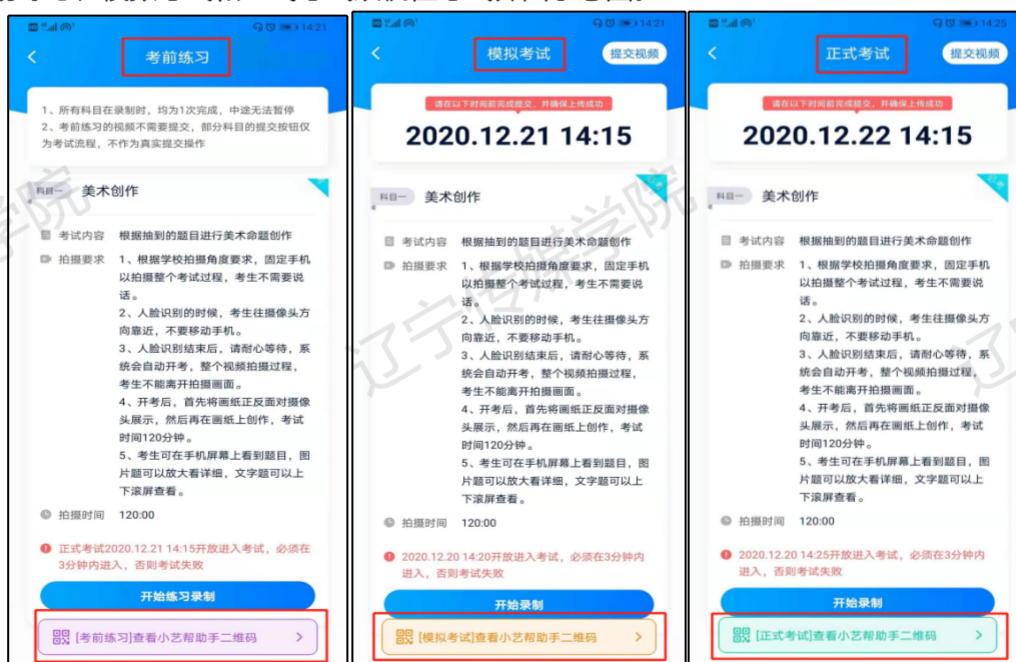 14:21
考前练习
1、所有科目在录制时，均为1次完成，中途无法暂停
2、考前练习的视频不需要提交，部分科目的提交按钮仅
为考试流程，不作为真实提交操作
科目一 美术创作
考试内容 根据抽到的题目进行美术命题创作
拍摄要求 1、根据学校拍摄角度要求，固定手机
以拍摄整个考试过程，考生不需要说
话。
2、人脸识别的时候，考生往摄像头方
向靠近，不要移动手机。
3、人脸识别结束后，请耐心等待，系
统会自动开考，整个视频拍摄过程，
考生不能离开拍摄画面。
4、开考后，首先将画纸正反面对摄像
头展示，然后再在画纸上创作，考试
时间120分钟。
5、考生可在手机屏幕上看到题目，图
片题可以放大看详细，文字题可以上
下滚屏查看。
拍摄时间 120:00
正式考试2020.12.21 14:15开放进入考试，必须在
3分钟内进入，否则考试失败
开始练习录制
[考前练习]查看小艺帮助手二维码
14:21
模拟考试 提交视频
请在以下时间前完成提交，并确保上传成功
2020.12.21 14:15
科目一 美术创作
考试内容 根据抽到的题目进行美术命题创作
拍摄要求 1、根据学校拍摄角度要求，固定手机
以拍摄整个考试过程，考生不需要说
话。
2、人脸识别的时候，考生往摄像头方
向靠近，不要移动手机。
3、人脸识别结束后，请耐心等待，系
统会自动开考，整个视频拍摄过程，
考生不能离开拍摄画面。
4、开考后，首先将画纸正反面对摄像
头展示，然后再在画纸上创作，考试
时间120分钟。
5、考生可在手机屏幕上看到题目，图
片题可以放大看详细，文字题可以上
下滚屏查看。
拍摄时间 120:00
2020.12.20 14:20开放进入考试，必须在3分钟内
进入，否则考试失败
开始录制
[模拟考试]查看小艺帮助手二维码
14:25
正式考试 提交视频
请在以下时间前完成提交，并确保上传成功
2020.12.22 14:15
科目一 美术创作
考试内容 根据抽到的题目进行美术命题创作
拍摄要求 1、根据学校拍摄角度要求，固定手机
以拍摄整个考试过程，考生不需要说
话。
2、人脸识别的时候，考生往摄像头方
向靠近，不要移动手机。
3、人脸识别结束后，请耐心等待，系
统会自动开考，整个视频拍摄过程，
考生不能离开拍摄画面。
4、开考后，首先将画纸正反面对摄像
头展示，然后再在画纸上创作，考试
时间120分钟。
5、考生可在手机屏幕上看到题目，图
片题可以放大看详细，文字题可以上
下滚屏查看。
拍摄时间 120:00
2020.12.20 14:25开放进入考试，必须在3分钟内
进入，否则考试失败
开始录制
[正式考试]查看小艺帮助手二维码
辽宁传媒学院